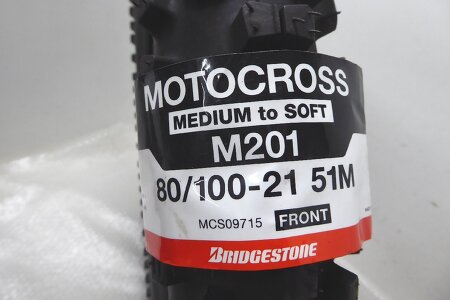 MOTOCROSS
MEDIUM to SOFT
M201
80/100-21 51M
MCS09715 FRONT
BRIDGESTONE